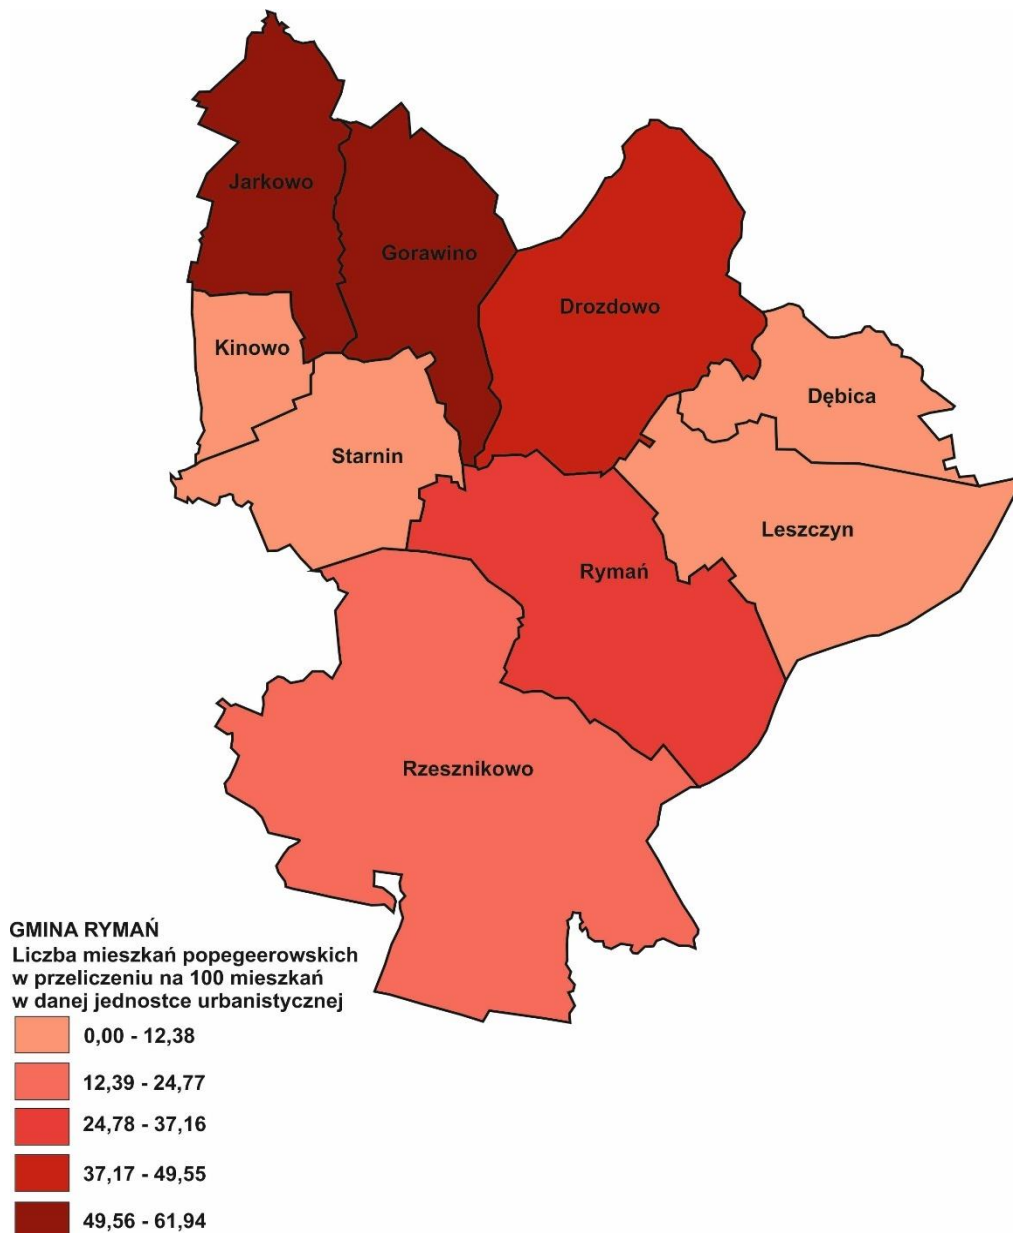 Jarkowo
Gorawino
Drozdowo
Kinowo
Dębica
Starnin
Leszczyn
Rymań
Rzesznikowo
GMINA RYMAŃ
Liczba mieszkań popegeerowskich
w przeliczeniu na 100 mieszkań
w danej jednostce urbanistycznej
0,00 - 12,38
12,39 - 24,77
24,78 - 37,16
37,17 - 49,55
49,56 - 61,94